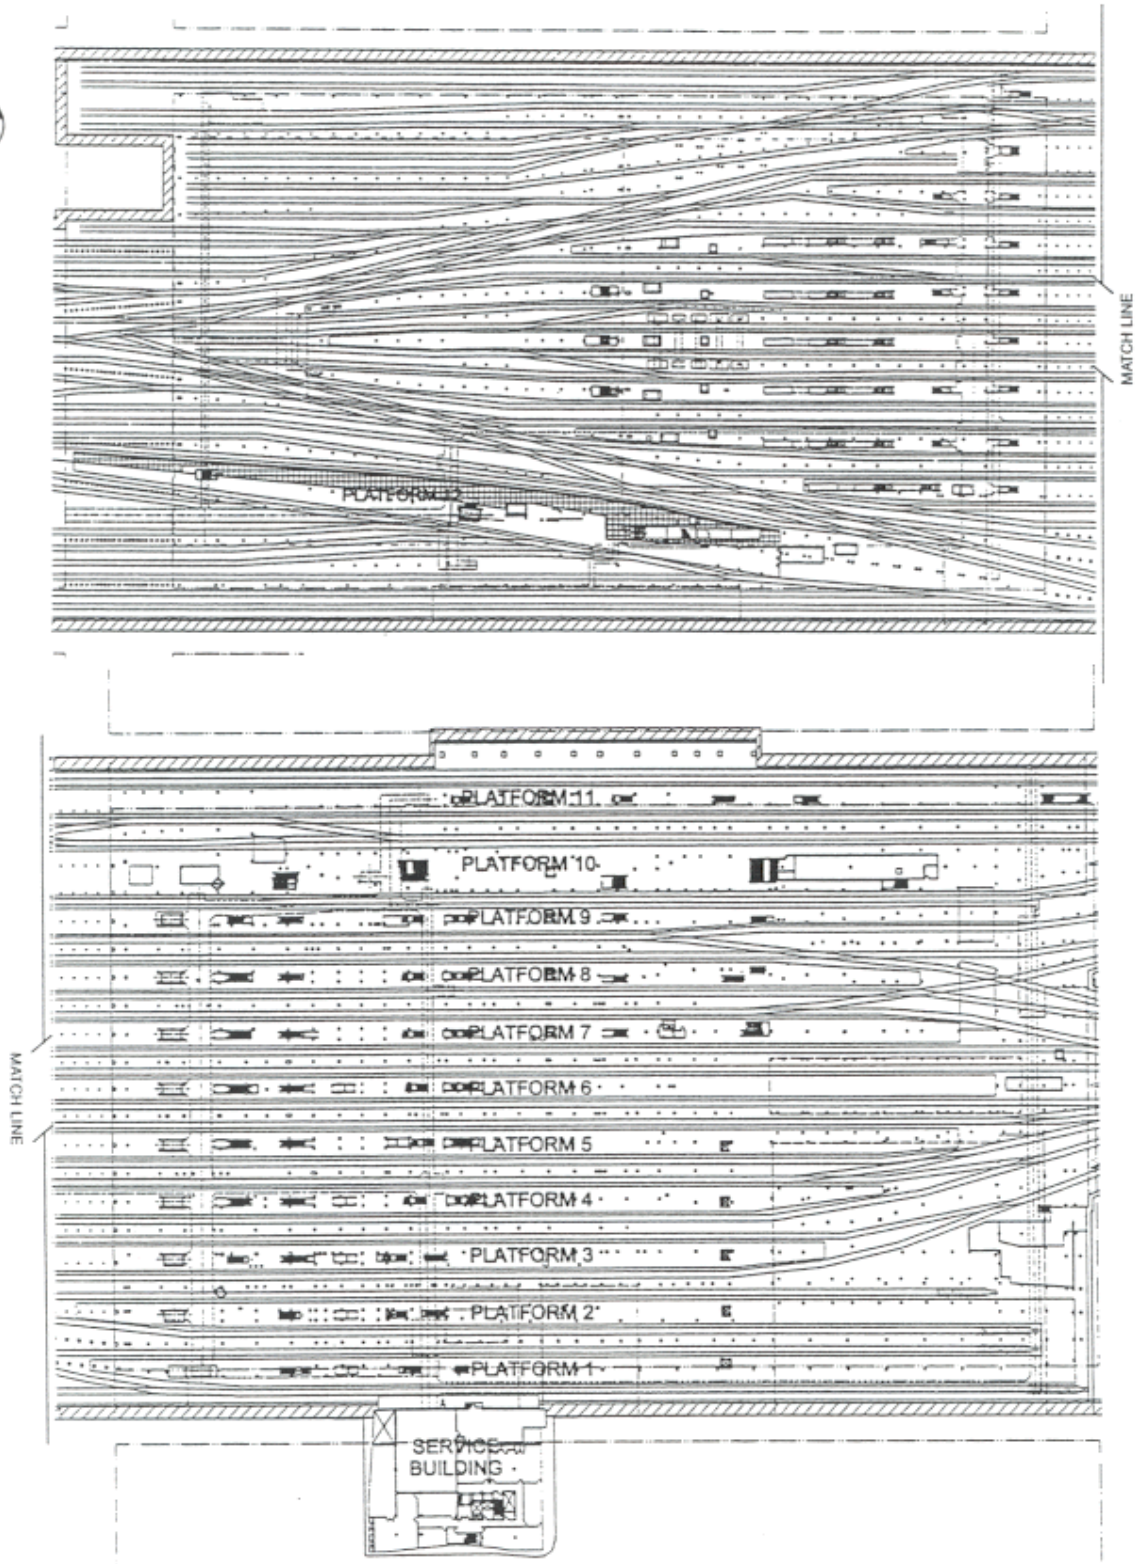 MATCH LINE
PLATFORM 12
PLATFORM 11
PLATFORM 10
PLATFORM 9
PLATFORM 8
PLATFORM 7
MATCH LINE
PLATFORM 6
PLATFORM 5
PLATFORM 4
PLATFORM 3
PLATFORM 2
PLATFORM 1
SERVICE
BUILDING